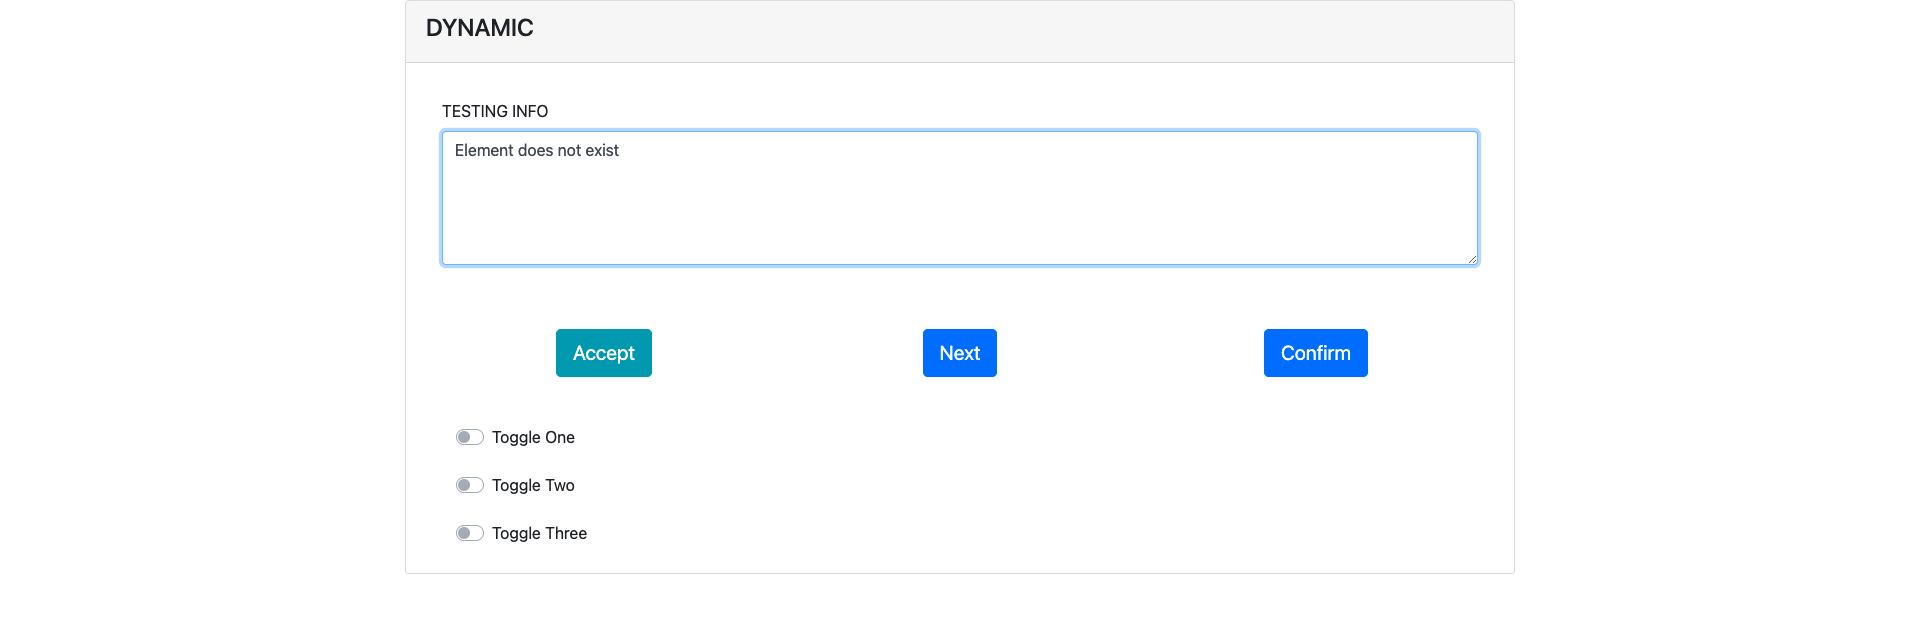 DYNAMIC
TESTING INFO
Element does not exist
Accept
Next
Confirm
Toggle One
Toggle Two
Toggle Three